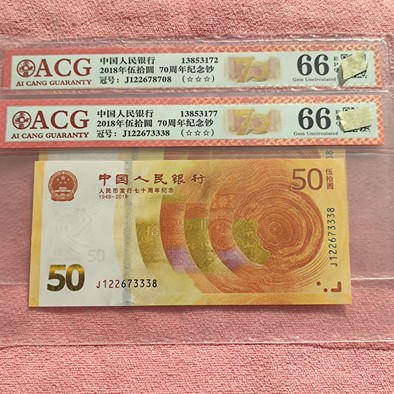 ACG
AI CANG GUARANTY
中国人民银行 13853172
2018年伍拾圆 70周年纪念钞
冠号: J122678708 (☆☆☆)
70
66
Gem Uncirculated
ACG
AI CANG GUARANTY
中国人民银行 13853177
2018年伍拾圆 70周年纪念钞
冠号: J122673338 (☆☆☆)
70
66
Gem Uncirculated
中国人民银行
人民币发行七十周年纪念
1948-2018
50 伍拾圆
50
50
J122673338
J122673338